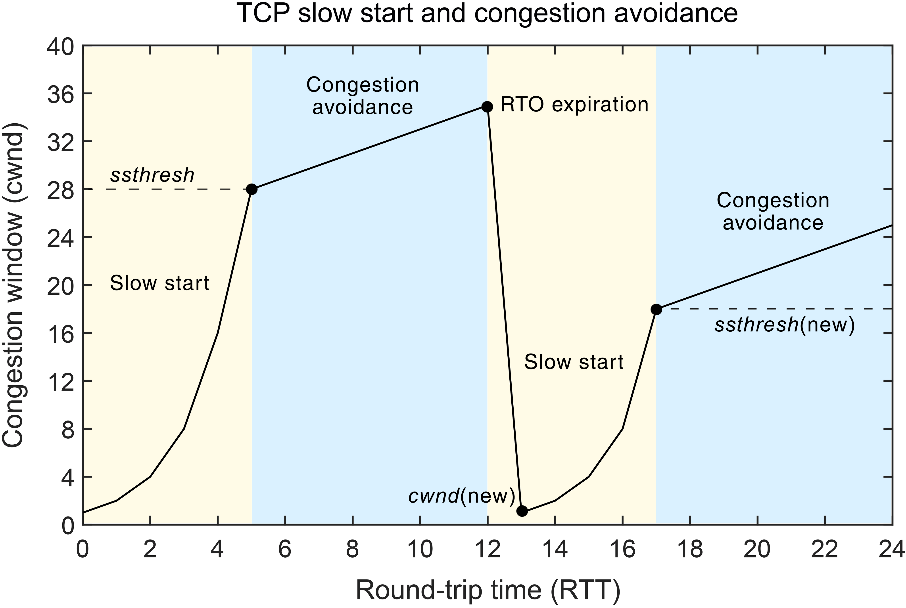 TCP slow start and congestion avoidance
Congestion window (cwnd)
40
36
32
28
24
20
16
12
8
4
0
Congestion
avoidance
RTO expiration
ssthresh
Slow start
Congestion
avoidance
ssthresh(new)
Slow start
cwnd(new)
0 2 4 6 8 10 12 14 16 18 20 22 24
Round-trip time (RTT)